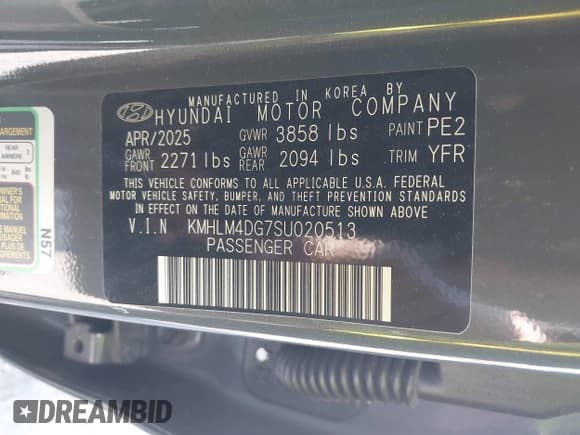 MANUFACTURED IN KOREA BY
HYUNDAI MOTOR COMPANY
APR/2025 GVWR 3858 lbs PAINT PE2
GAWR FRONT 2271 lbs GAWR REAR 2094 lbs TRIM YFR
THIS VEHICLE CONFORMS TO ALL APPLICABLE U.S.A. FEDERAL
MOTOR VEHICLE SAFETY, BUMPER, AND THEFT PREVENTION STANDARDS
IN EFFECT ON THE DATE OF MANUFACTURE SHOWN ABOVE
V.I.N KMHLM4DG7SU020513
PASSENGER CAR
REAR
ARRIÈRE
N57
DREAMBID